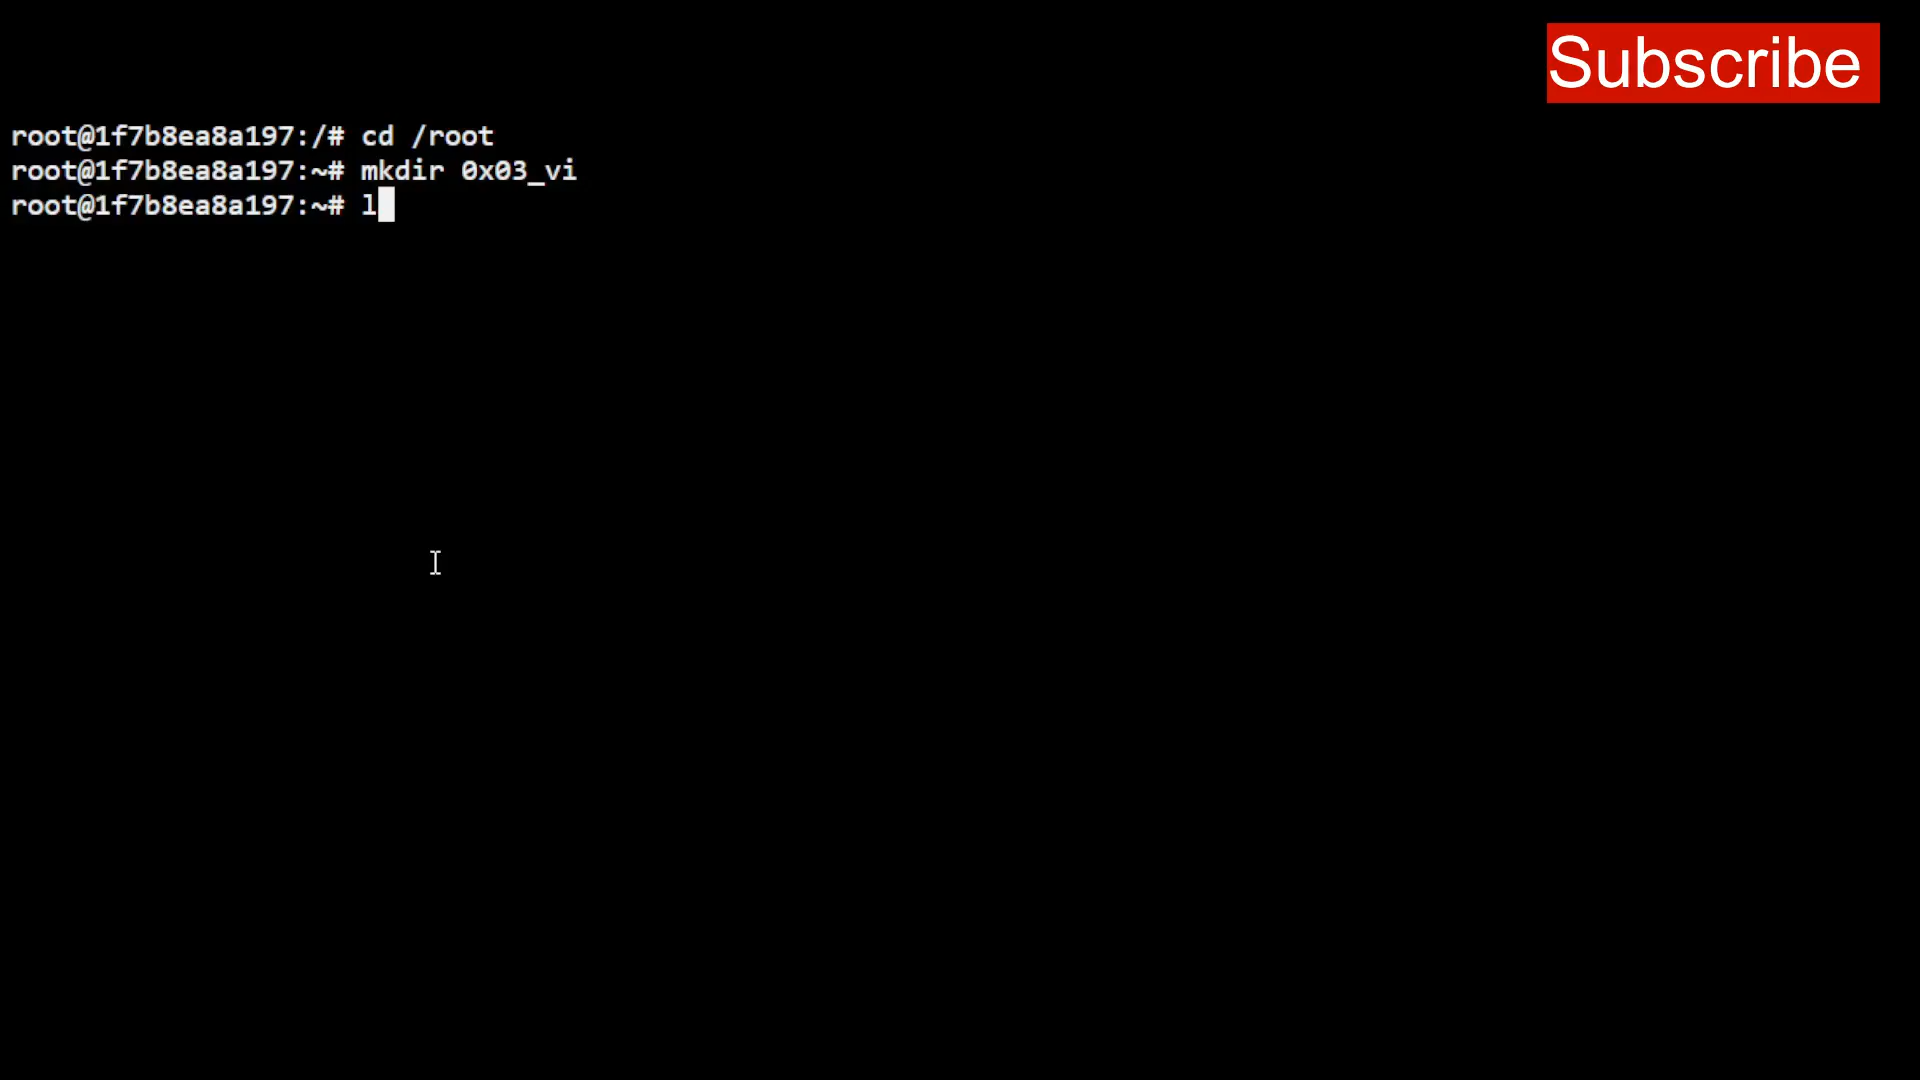 Subscribe
root@1f7b8ea8a197:/# cd /root
root@1f7b8ea8a197:~# mkdir 0x03_vi
root@1f7b8ea8a197:~# l